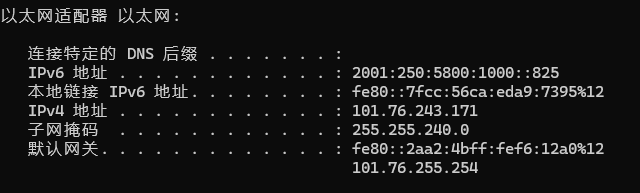 以太网适配器 以太网:
连接特定的 DNS 后缀 . . . . . . . :
IPv6 地址 . . . . . . . . . . . . : 2001:250:5800:1000::825
本地链接 IPv6 地址. . . . . . . . : fe80::7fcc:56ca:eda9:7395%12
IPv4 地址 . . . . . . . . . . . . : 101.76.243.171
子网掩码  . . . . . . . . . . . . : 255.255.240.0
默认网关. . . . . . . . . . . . . : fe80::2aa2:4bff:fef6:12a0%12
101.76.255.254